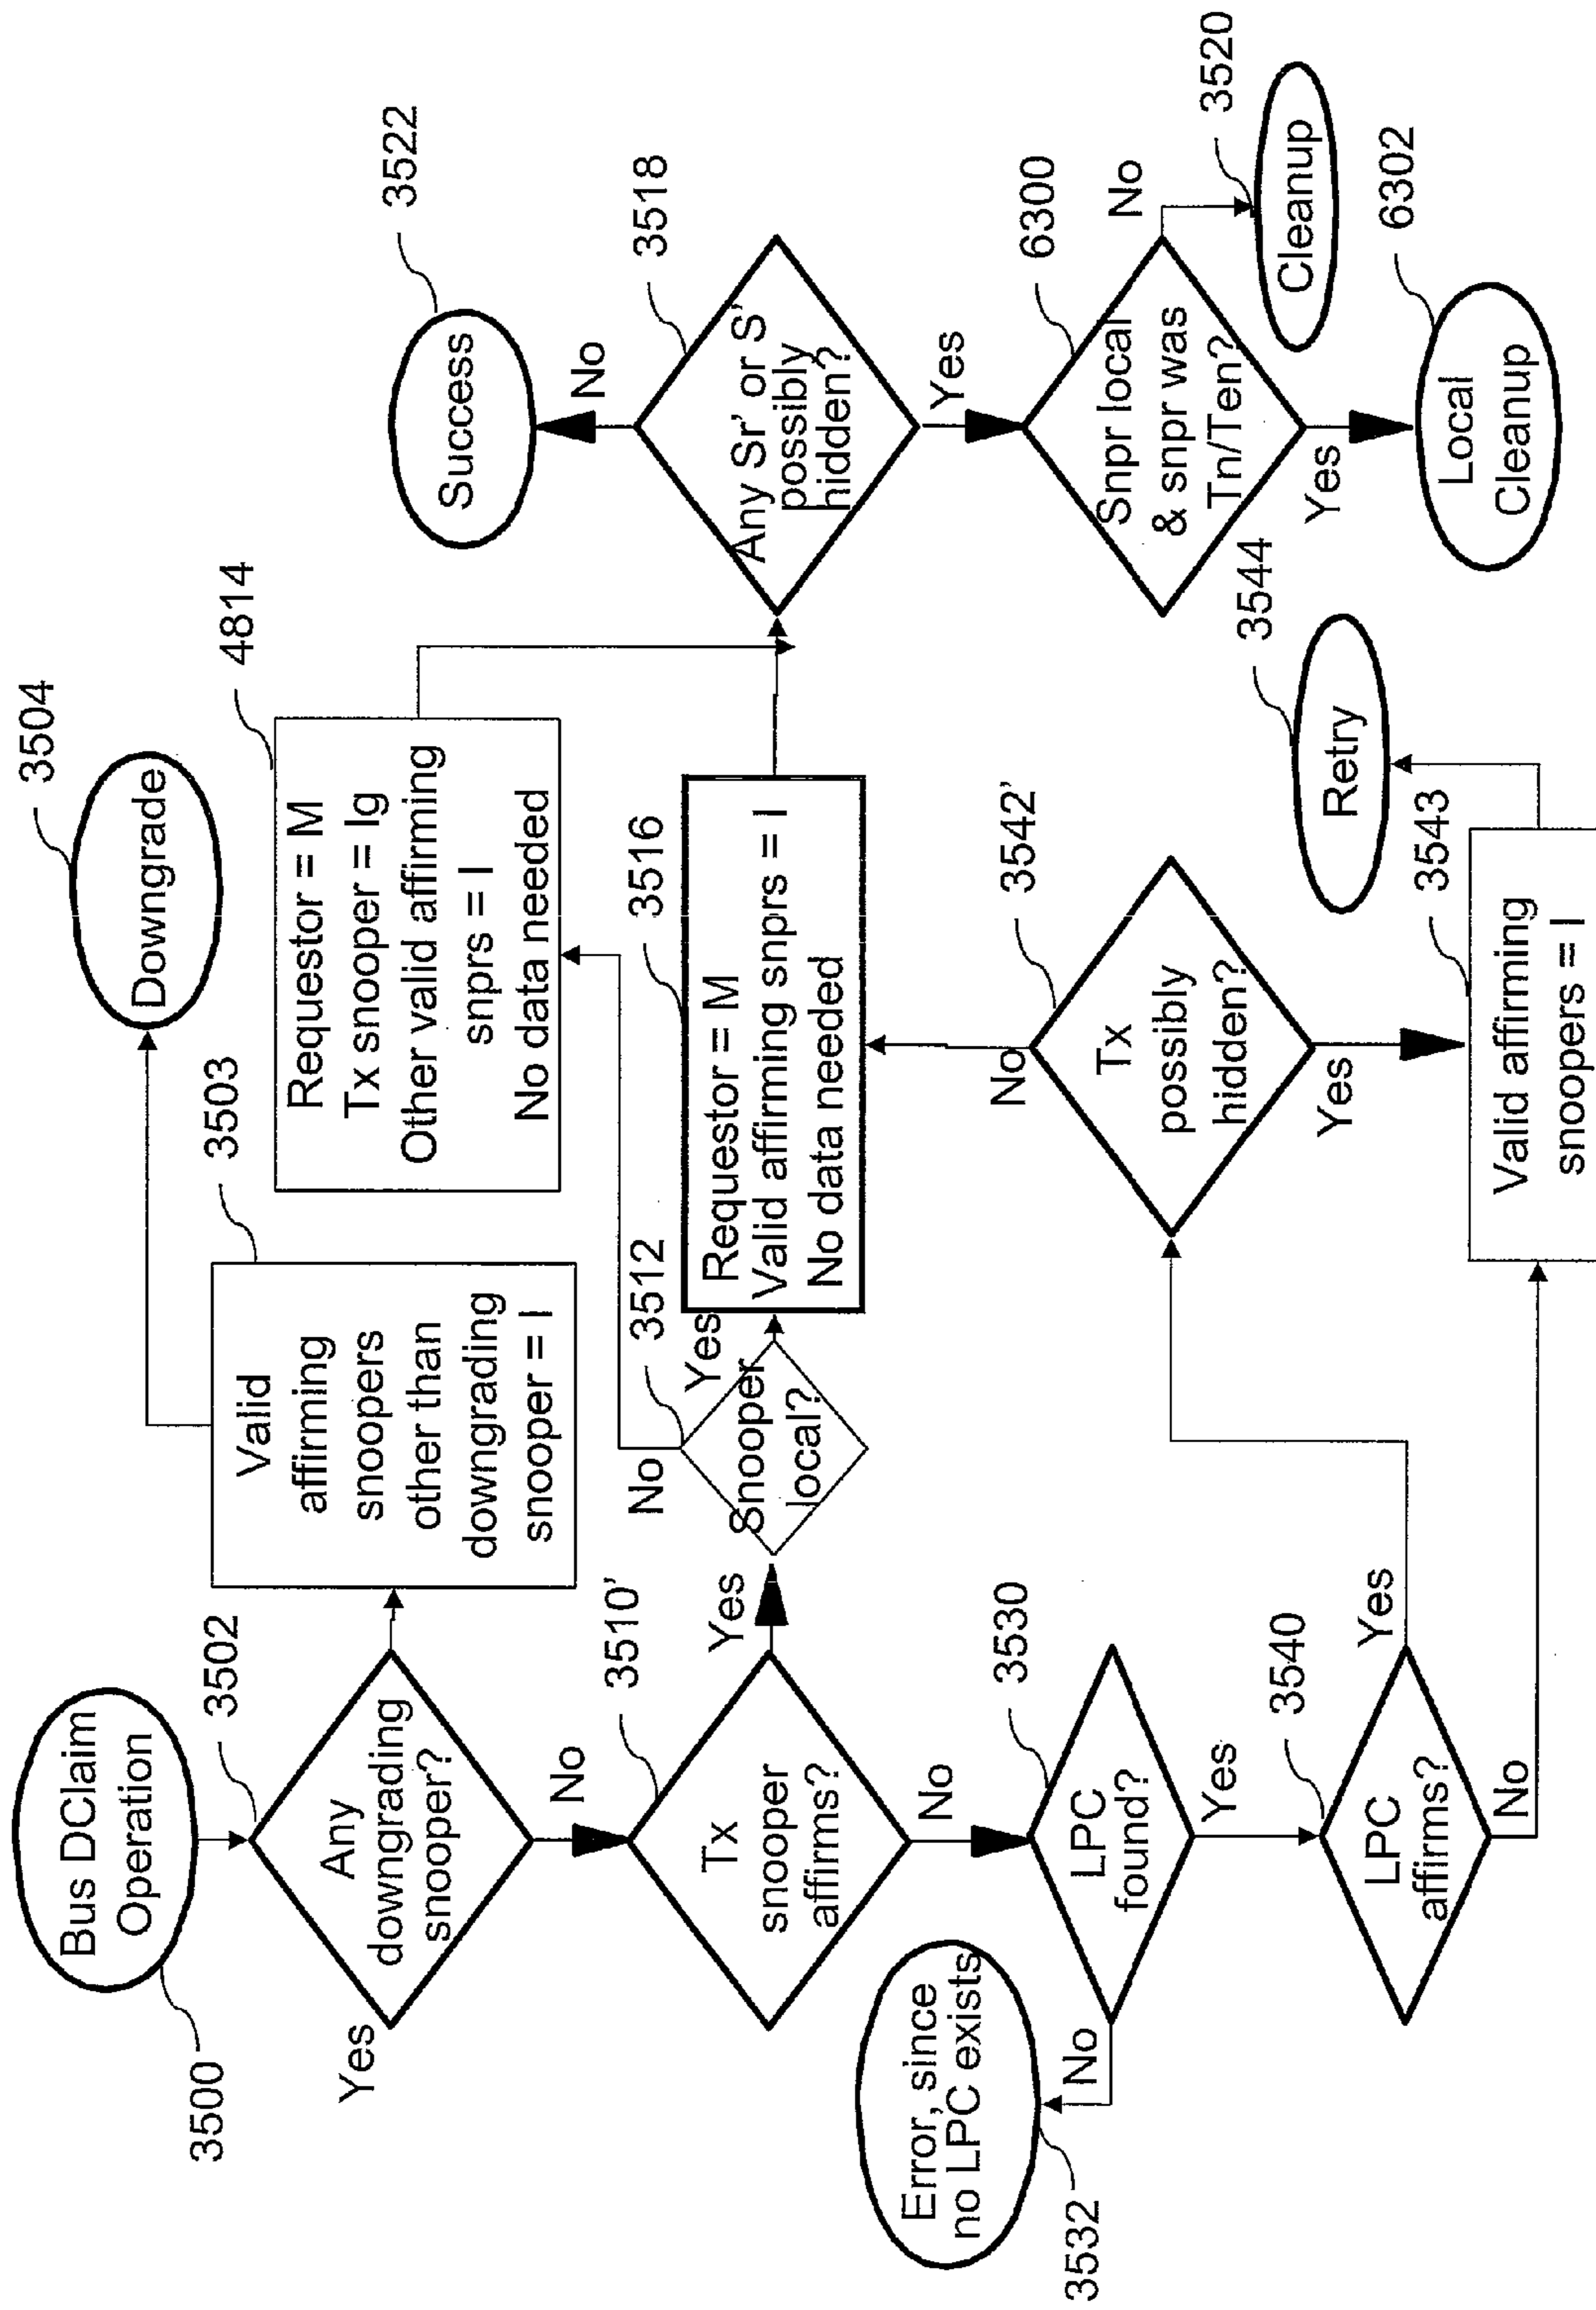 Bus DClaim
Operation
3500
Any
downgrading
snooper?
3502
Yes
No
Valid
affirming
snoopers
other than
downgrading
snooper = I
3503
Downgrade
3504
Tx
snooper
affirms?
3510'
Yes
No
Snooper
local?
3512
No
Yes
Requestor = M
Tx snooper = Ig
Other valid affirming
snprs = I
No data needed
4814
Requestor = M
Valid affirming snprs = I
No data needed
3516
Any Sr' or S'
possibly
hidden?
3518
No
Yes
Success
3522
Snpr local
& snpr was
Tn/Ten?
6300
No
Yes
Cleanup
3520
Local
Cleanup
6302
LPC
found?
3530
No
Yes
Error, since
no LPC exists
3532
LPC
affirms?
3540
Yes
No
Tx
possibly
hidden?
3542'
No
Yes
Valid affirming
snoopers = I
3543
Retry
3544